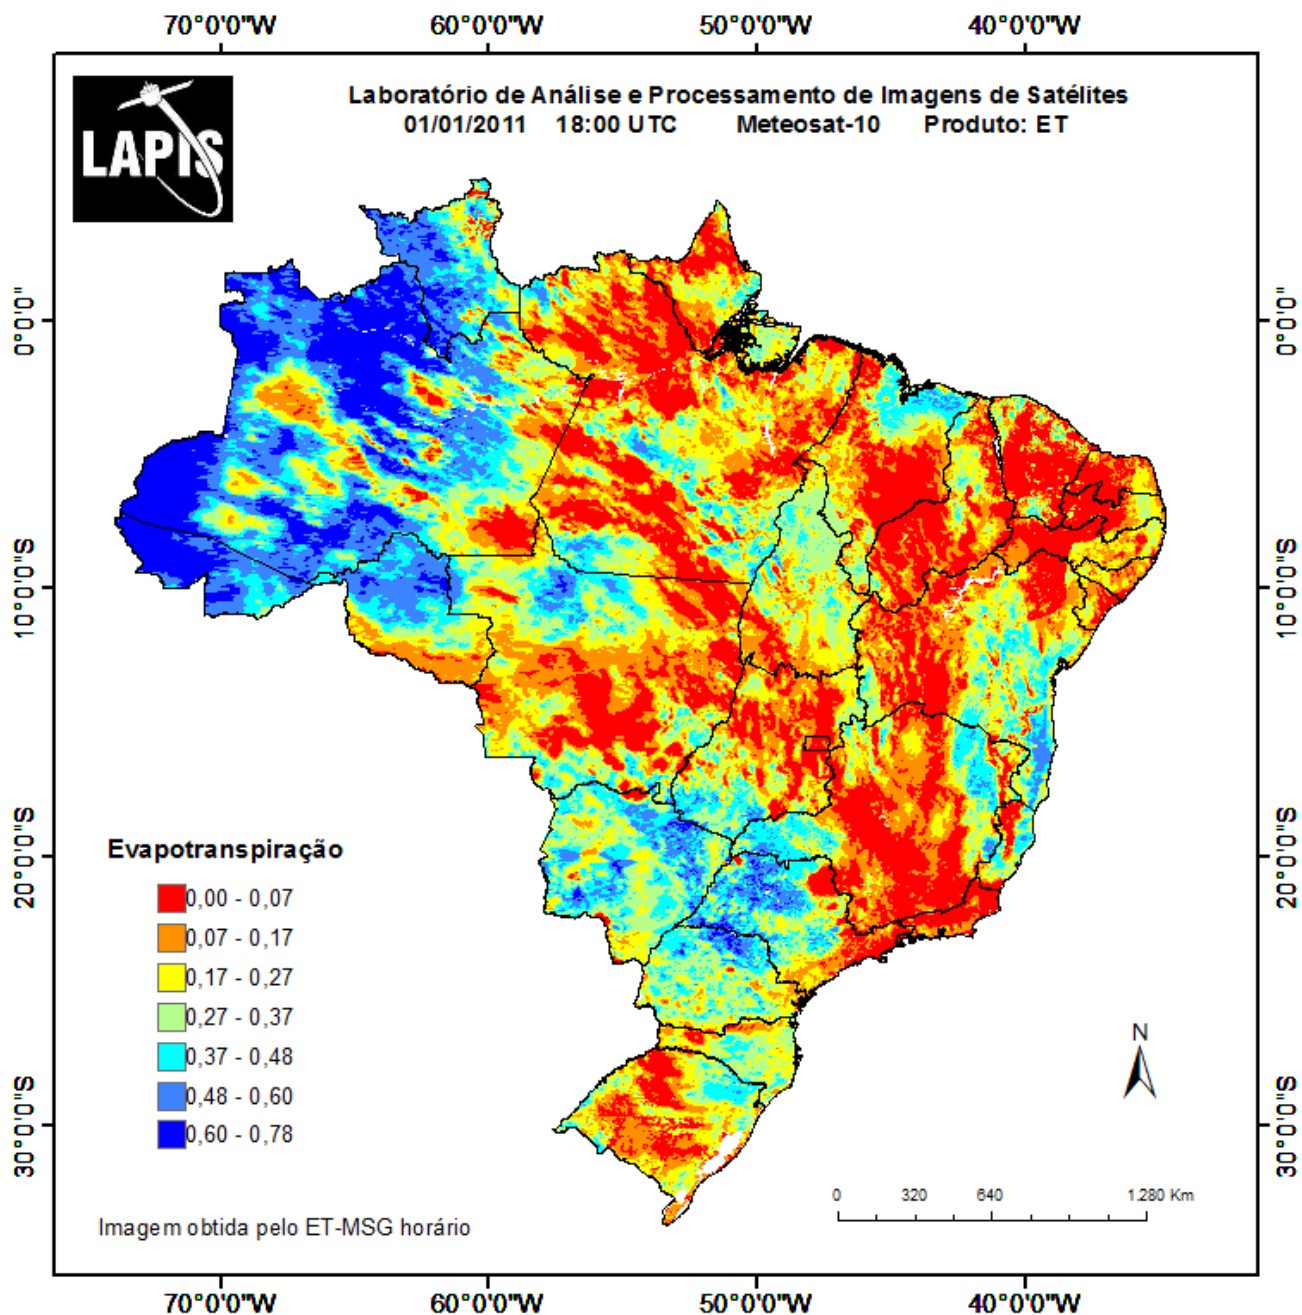 70°0'0"W 60°0'0"W 50°0'0"W 40°0'0"W
LAPIS
Laboratório de Análise e Processamento de Imagens de Satélites
01/01/2011 18:00 UTC Meteosat-10 Produto: ET
0°0'0" 0°0'0"
10°0'0"S 10°0'0"S
20°0'0"S 20°0'0"S
30°0'0"S 30°0'0"S
Evapotranspiração
0,00 - 0,07
0,07 - 0,17
0,17 - 0,27
0,27 - 0,37
0,37 - 0,48
0,48 - 0,60
0,60 - 0,78
N
0 320 640 1.280 Km
Imagem obtida pelo ET-MSG horário
70°0'0"W 60°0'0"W 50°0'0"W 40°0'0"W